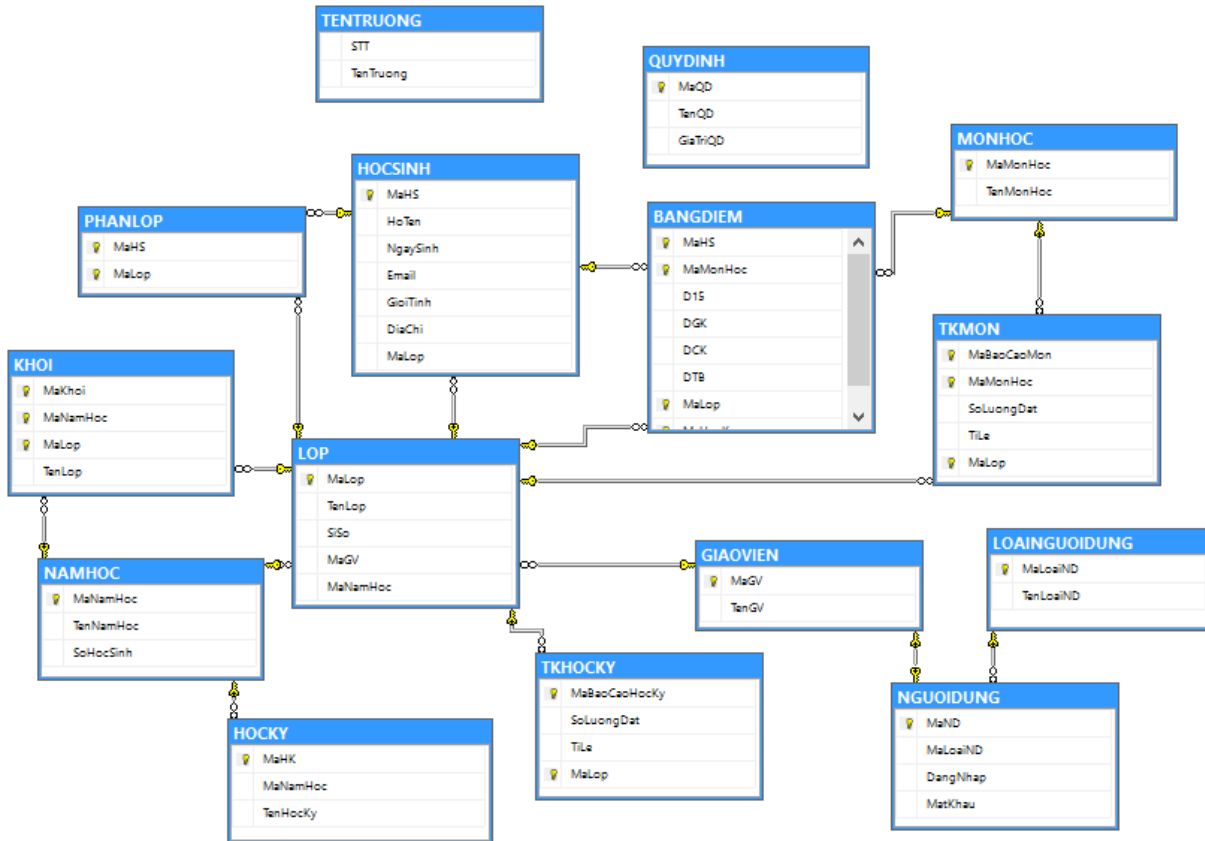 TENTRUONG
STT
TenTruong
QUYDINH
MaQD
TenQD
GiaTriQD
MONHOC
MaMonHoc
TenMonHoc
HOCSINH
MaHS
HoTen
NgaySinh
Email
GioiTinh
DiaChi
MaLop
PHANLOP
MaHS
MaLop
BANGDIEM
MaHS
MaMonHoc
D15
DGK
DCK
DTB
MaLop
TKMON
MaBaoCaoMon
MaMonHoc
SoLuongDat
TiLe
MaLop
KHOI
MaKhoi
MaNamHoc
MaLop
TenLop
LOP
MaLop
TenLop
SiSo
MaGV
MaNamHoc
NAMHOC
MaNamHoc
TenNamHoc
SoHocSinh
GIAOVIEN
MaGV
TenGV
LOAINGUOIDUNG
MaLoaiND
TenLoaiND
TKHOCKY
MaBaoCaoHocKy
SoLuongDat
TiLe
MaLop
NGUOIDUNG
MaND
MaLoaiND
DangNhap
MatKhau
HOCKY
MaHK
MaNamHoc
TenHocKy